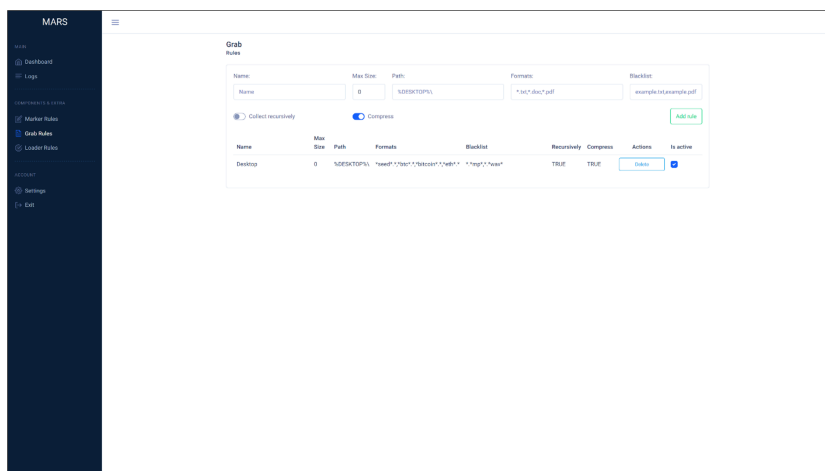 MARS
MAIN
Dashboard
Logs
COMPONENTS & EXTRA
Marker Rules
Grab Rules
Loader Rules
ACCOUNT
Settings
Exit
Grab
Rules
Name: Max Size: Path: Formats: Blacklist:
Name 0 %DESKTOP%\ *.txt,*.doc,*.pdf example.txt,example.pdf
Collect recursively Compress Add rule
Name Max Size Path Formats Blacklist Recursively Compress Actions Is active
Desktop 0 %DESKTOP%\ *seed*.*,*btc*.*,*bitcoin*.*,*eth*.* *.*mp*,*.*wav* TRUE TRUE Delete